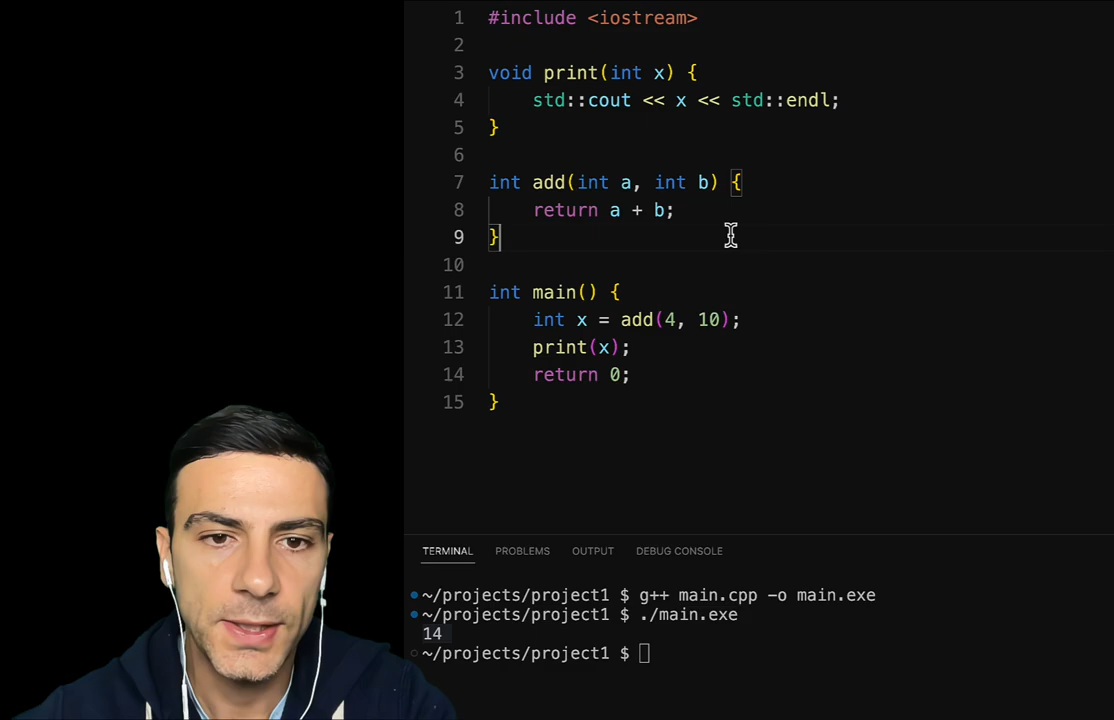 1 #include <iostream>
2
3 void print(int x) {
4 std::cout << x << std::endl;
5 }
6
7 int add(int a, int b) {
8 return a + b;
9 }
10
11 int main() {
12 int x = add(4, 10);
13 print(x);
14 return 0;
15 }
TERMINAL PROBLEMS OUTPUT DEBUG CONSOLE
~/projects/project1 $ g++ main.cpp -o main.exe
~/projects/project1 $ ./main.exe
14
~/projects/project1 $